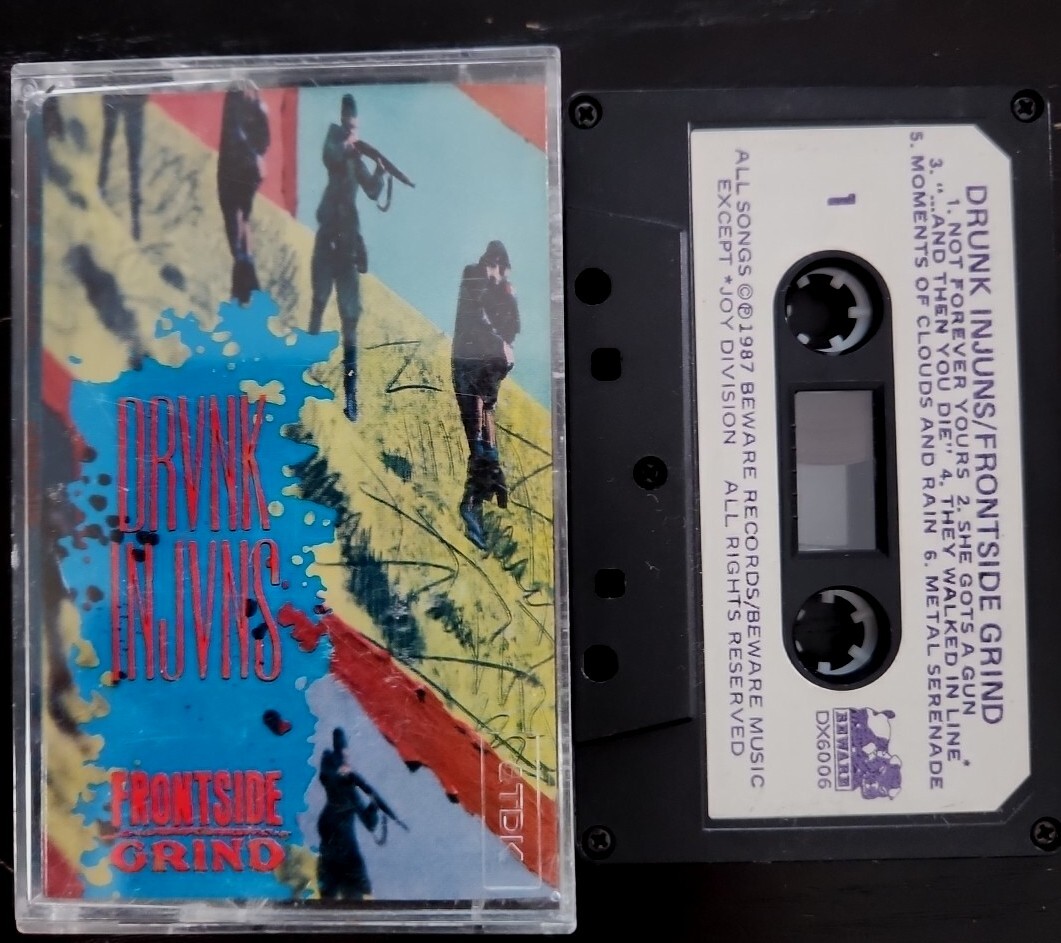 DRVNK
INJVNS
FRONTSIDE
GRIND
TDK
DRUNK INJUNS/FRONTSIDE GRIND
1. NOT FOREVER YOURS 2. SHE GOTS A GUN
3. "...AND THEN YOU DIE" 4. THEY WALKED IN LINE*
5. MOMENTS OF CLOUDS AND RAIN 6. METAL SERENADE
1
BEWARE
DX6006
ALL SONGS ©℗1987 BEWARE RECORDS/BEWARE MUSIC
EXCEPT *JOY DIVISION ALL RIGHTS RESERVED